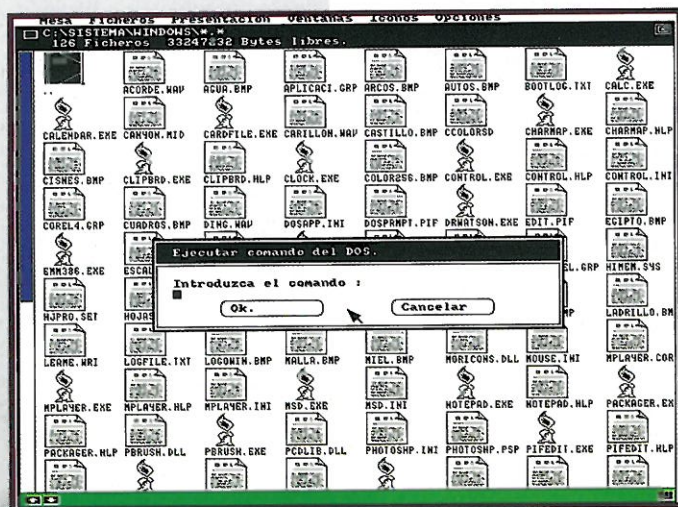 Mesa Ficheros Presentación Ventanas Iconos Opciones
C:\SISTEMA\WINDOWS\*.*
126 Ficheros 33247232 Bytes libres.
.. ACORDE.WAV AGUA.BMP APLICACI.GRP ARCOS.BMP AUTOS.BMP BOOTLOG.TXT CALC.EXE
CALENDAR.EXE CANYON.MID CARDFILE.EXE CARILLON.WAV CASTILLO.BMP CCOLORSD CHARMAP.EXE CHARMAP.HLP
CISNES.BMP CLIPBRD.EXE CLIPBRD.HLP CLOCK.EXE COLOR256.BMP CONTROL.EXE CONTROL.HLP CONTROL.INI
COREL4.GRP CUADROS.BMP DING.WAV DOSAPP.INI DOSPRMPT.PIF DRWATSON.EXE EDIT.PIF EGIPTO.BMP
EMM386.EXE ESCAL EL.GRP HIMEM.SYS
Ejecutar comando del DOS.
Introduzca el comando :
Ok. Cancelar
HJPRO.SET HOJAS MP LADRILLO.BM
LEAME.WRI LOGFILE.TXT LOGOWIN.BMP MALLA.BMP MIEL.BMP MORICONS.DLL MOUSE.INI MPLAYER.COR
MPLAYER.EXE MPLAYER.HLP MPLAYER.INI MSD.EXE MSD.INI NOTEPAD.EXE NOTEPAD.HLP PACKAGER.EX
PACKAGER.HLP PBRUSH.DLL PBRUSH.EXE PCDLIB.DLL PHOTOSHP.INI PHOTOSHP.PSP PIFEDIT.EXE PIFEDIT.HLP